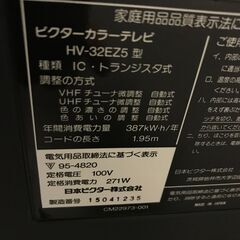 家庭用品品質表示法に
ビクターカラーテレビ
HV-32EZ5 型
種類 IC・トランジスタ式
調整の方式
VHF チューナ微調整 自動式
UHF チューナ微調整 自動式
色の濃さの調整 自動式
色あいの調整 自動式
年間消費電力量 387kWh/年
コードの長さ 1.95m
電気用品取締法に基づく表示
95-4820
定格電圧 100V
定格消費電力 271W
日本ビクター株式会社
製造番号 15041235
CM22973-001
日本ビクター